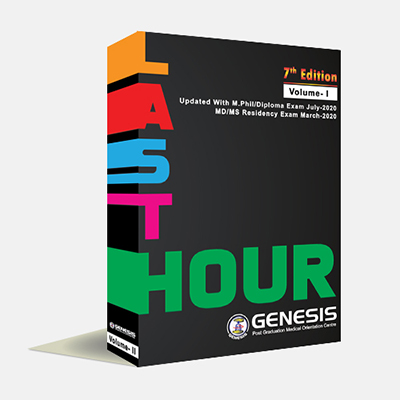 7th Edition
Volume- I
Updated With M.Phil/Diploma Exam July-2020
MD/MS Residency Exam March-2020
LAST
HOUR
GENESIS
Post Graduation Medical Orientation Centre
GENESIS
Volume- II